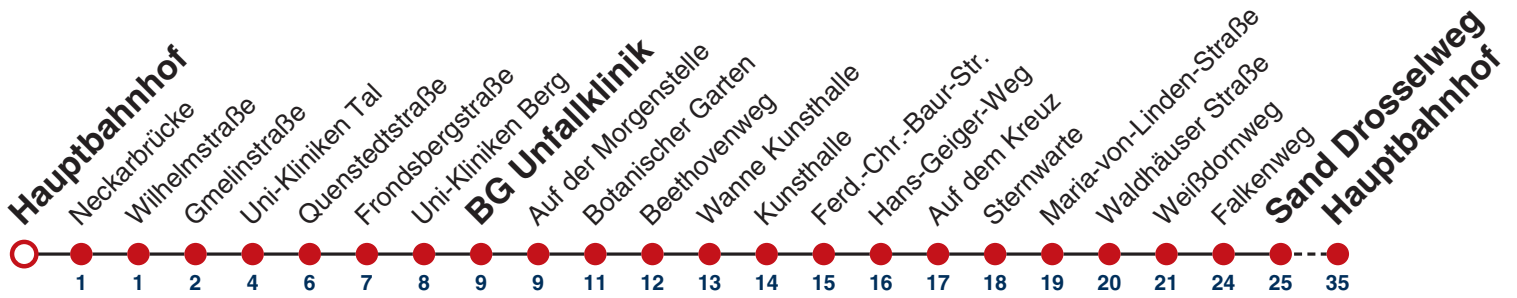 Hauptbahnhof
Neckarbrücke
Wilhelmstraße
Gmelinstraße
Uni-Kliniken Tal
Quenstedtstraße
Frondsbergstraße
Uni-Kliniken Berg
BG Unfallklinik
Auf der Morgenstelle
Botanischer Garten
Beethovenweg
Wanne Kunsthalle
Kunsthalle
Ferd.-Chr.-Baur-Str.
Hans-Geiger-Weg
Auf dem Kreuz
Sternwarte
Maria-von-Linden-Straße
Waldhäuser Straße
Weißdornweg
Falkenweg
Sand Drosselweg
Hauptbahnhof
1 1 2 4 6 7 8 9 9 11 12 13 14 15 16 17 18 19 20 21 24 25 35